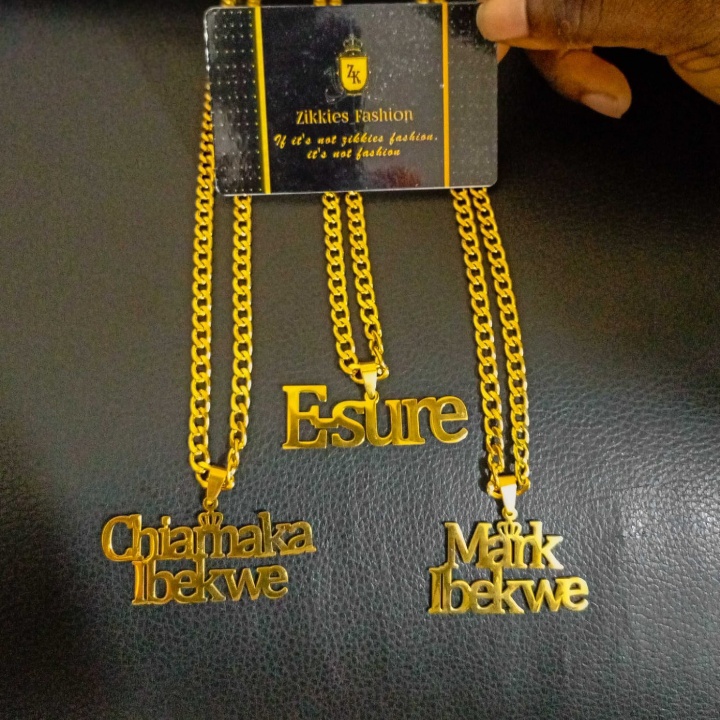 ZK
Zikkies Fashion
If it's not zikkies fashion,
it's not fashion
E-sure
Chiamaka
Ibekwe
Mark
Ibekwe